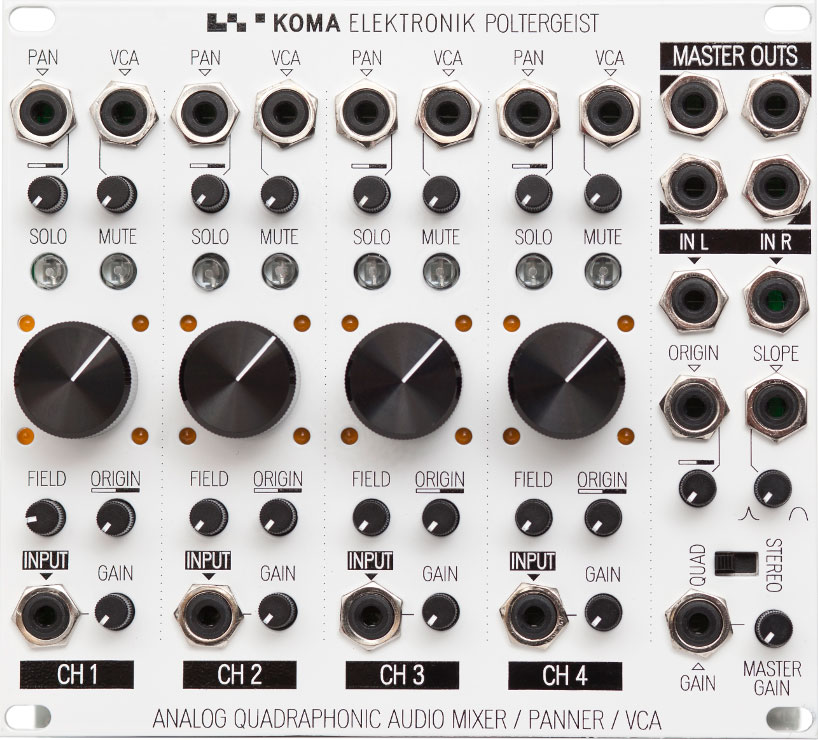 KOMA ELEKTRONIK POLTERGEIST
PAN VCA PAN VCA PAN VCA PAN VCA MASTER OUTS
SOLO MUTE SOLO MUTE SOLO MUTE SOLO MUTE IN L IN R
ORIGIN SLOPE
FIELD ORIGIN FIELD ORIGIN FIELD ORIGIN FIELD ORIGIN
QUAD STEREO
INPUT GAIN INPUT GAIN INPUT GAIN INPUT GAIN
CH 1 CH 2 CH 3 CH 4
GAIN MASTER
GAIN
ANALOG QUADRAPHONIC AUDIO MIXER / PANNER / VCA